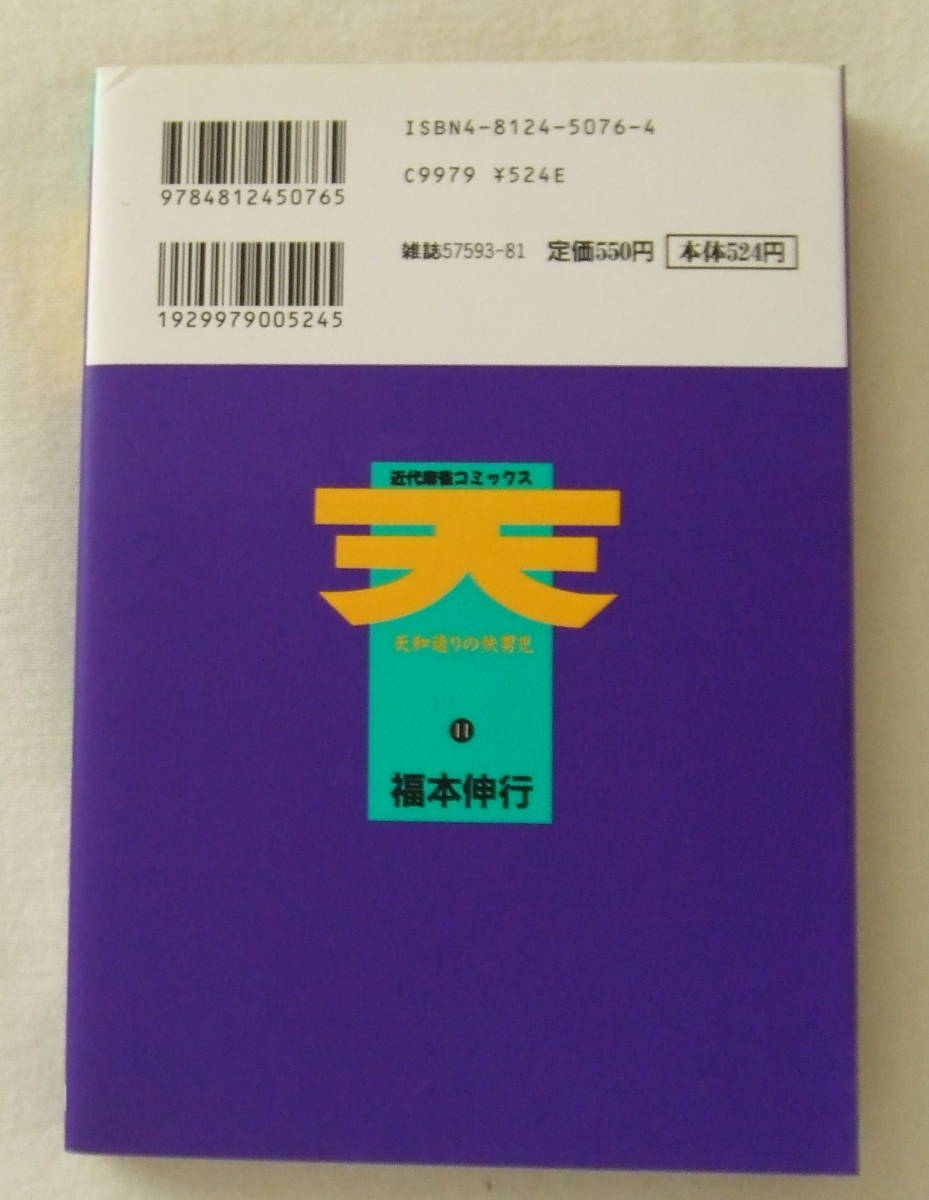 ISBN4-8124-5076-4
9784812450765
C9979 ¥524E
雑誌57593-81 定価550円 本体524円
1929979005245
近代麻雀コミックス
天
天和通りの快男児
11
福本伸行